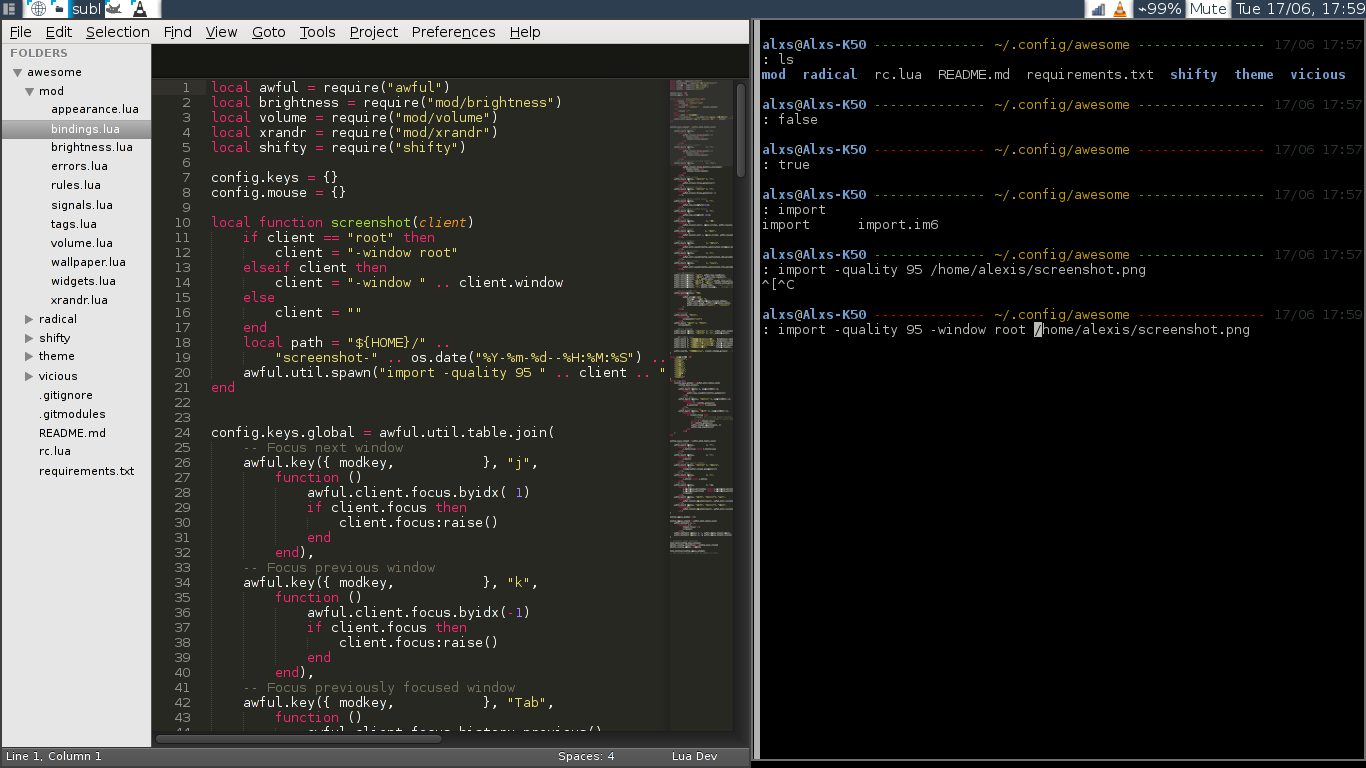 subl
99% Mute Tue 17/06, 17:59
File Edit Selection Find View Goto Tools Project Preferences Help
FOLDERS
awesome
mod
appearance.lua
bindings.lua
brightness.lua
errors.lua
rules.lua
signals.lua
tags.lua
volume.lua
wallpaper.lua
widgets.lua
xrandr.lua
radical
shifty
theme
vicious
.gitignore
.gitmodules
README.md
rc.lua
requirements.txt
1 local awful = require("awful")
2 local brightness = require("mod/brightness")
3 local volume = require("mod/volume")
4 local xrandr = require("mod/xrandr")
5 local shifty = require("shifty")
6
7 config.keys = {}
8 config.mouse = {}
9
10 local function screenshot(client)
11 if client == "root" then
12 client = "-window root"
13 elseif client then
14 client = "-window " .. client.window
15 else
16 client = ""
17 end
18 local path = "${HOME}/" ..
19 "screenshot-" .. os.date("%Y-%m-%d--%H:%M:%S") ..
20 awful.util.spawn("import -quality 95 " .. client .. "
21 end
22
23
24 config.keys.global = awful.util.table.join(
25 -- Focus next window
26 awful.key({ modkey, }, "j",
27 function ()
28 awful.client.focus.byidx( 1)
29 if client.focus then
30 client.focus:raise()
31 end
32 end),
33 -- Focus previous window
34 awful.key({ modkey, }, "k",
35 function ()
36 awful.client.focus.byidx(-1)
37 if client.focus then
38 client.focus:raise()
39 end
40 end),
41 -- Focus previously focused window
42 awful.key({ modkey, }, "Tab",
43 function ()
44 awful.client.focus.history.previous()
Line 1, Column 1 Spaces: 4 Lua Dev
alxs@Alxs-K50 -------------- ~/.config/awesome ---------------- 17/06 17:57
: ls
mod radical rc.lua README.md requirements.txt shifty theme vicious
alxs@Alxs-K50 -------------- ~/.config/awesome ---------------- 17/06 17:57
: false
alxs@Alxs-K50 -------------- ~/.config/awesome ---------------- 17/06 17:57
: true
alxs@Alxs-K50 -------------- ~/.config/awesome ---------------- 17/06 17:57
: import
import import.im6
alxs@Alxs-K50 -------------- ~/.config/awesome ---------------- 17/06 17:57
: import -quality 95 /home/alexis/screenshot.png
^[^C
alxs@Alxs-K50 -------------- ~/.config/awesome ---------------- 17/06 17:59
: import -quality 95 -window root /home/alexis/screenshot.png